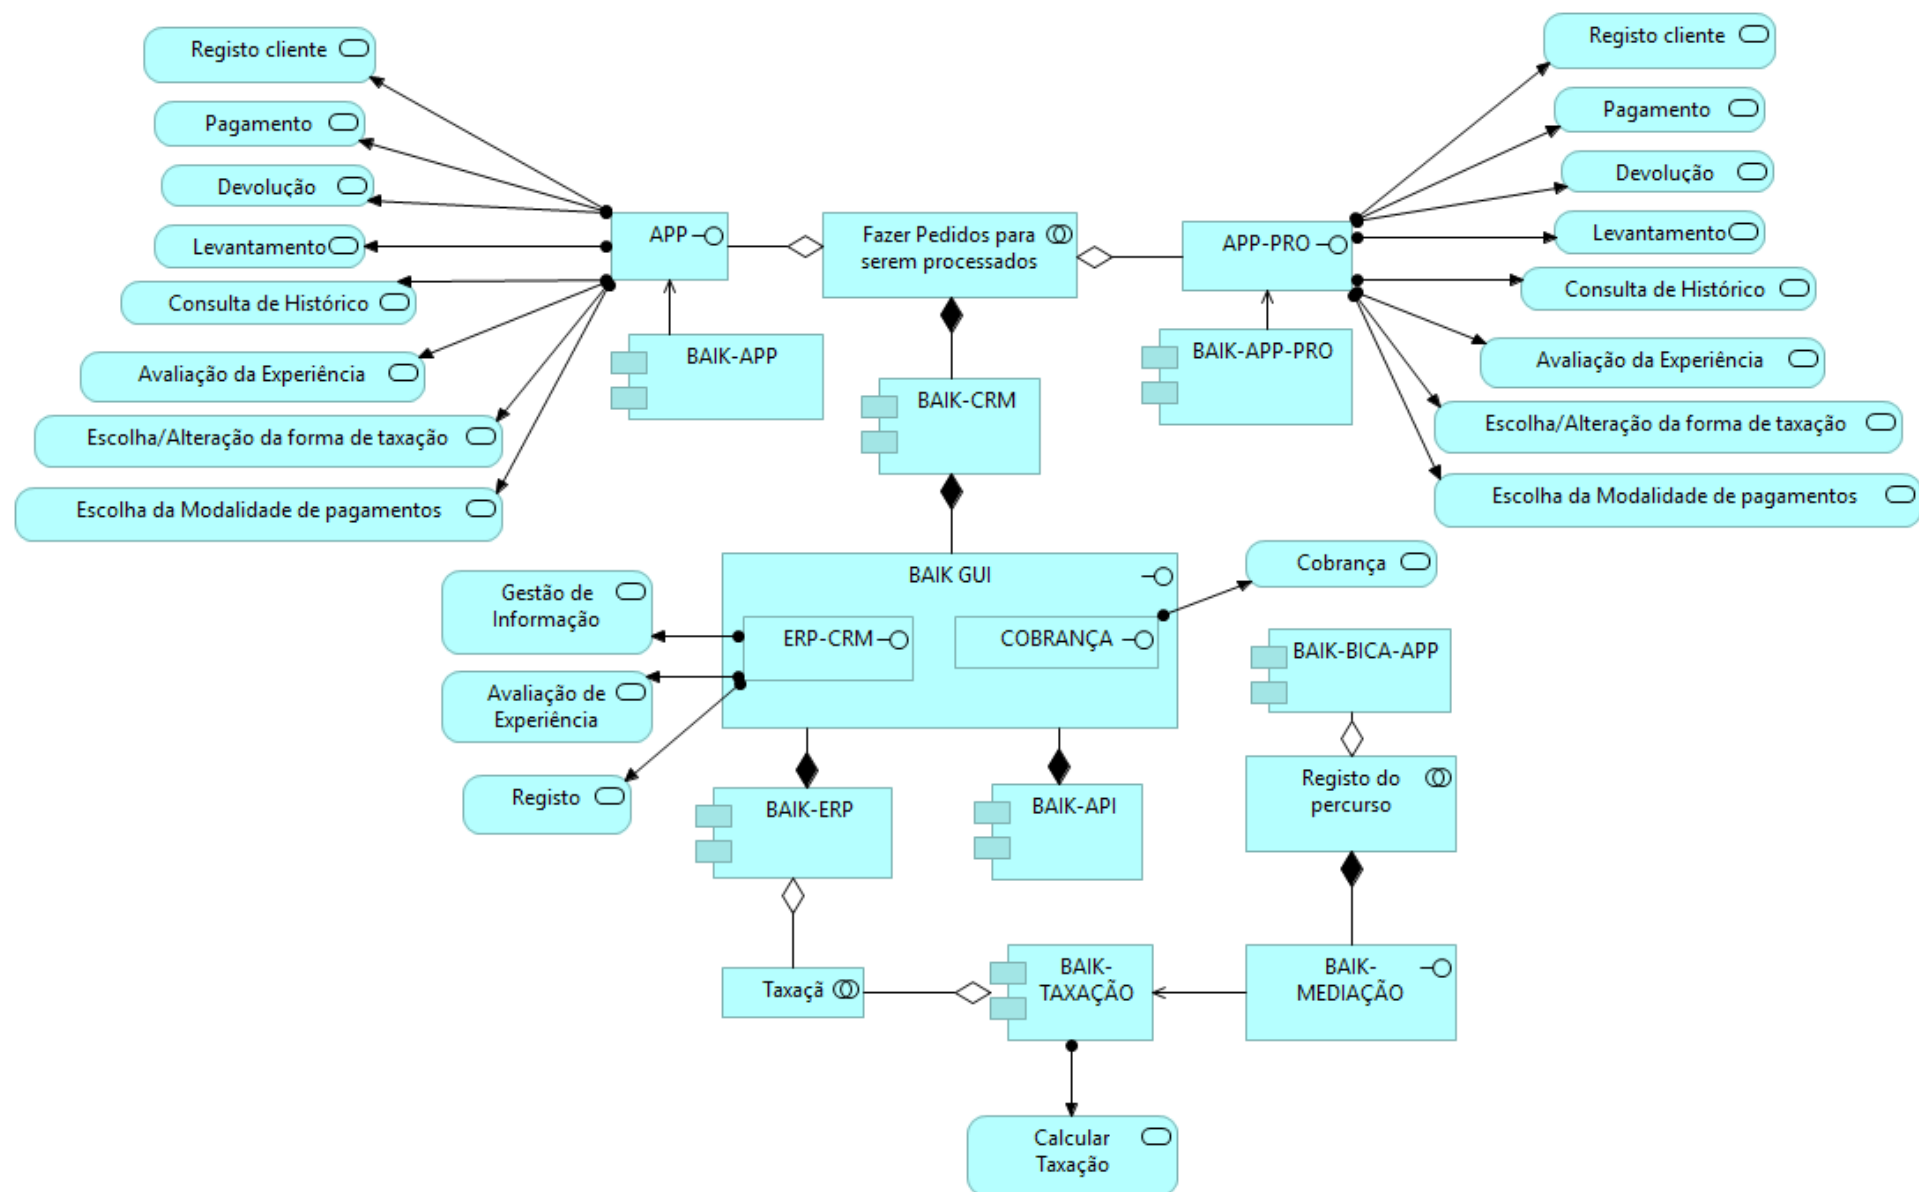 Registo cliente
Pagamento
Devolução
Levantamento
Consulta de Histórico
Avaliação da Experiência
Escolha/Alteração da forma de taxação
Escolha da Modalidade de pagamentos
APP
BAIK-APP
Fazer Pedidos para
serem processados
BAIK-CRM
APP-PRO
BAIK-APP-PRO
Registo cliente
Pagamento
Devolução
Levantamento
Consulta de Histórico
Avaliação da Experiência
Escolha/Alteração da forma de taxação
Escolha da Modalidade de pagamentos
BAIK GUI
ERP-CRM
COBRANÇA
Cobrança
Gestão de
Informação
Avaliação de
Experiência
Registo
BAIK-ERP
BAIK-API
BAIK-BICA-APP
Registo do
percurso
Taxaçã
BAIK-
TAXAÇÃO
BAIK-
MEDIAÇÃO
Calcular
Taxação